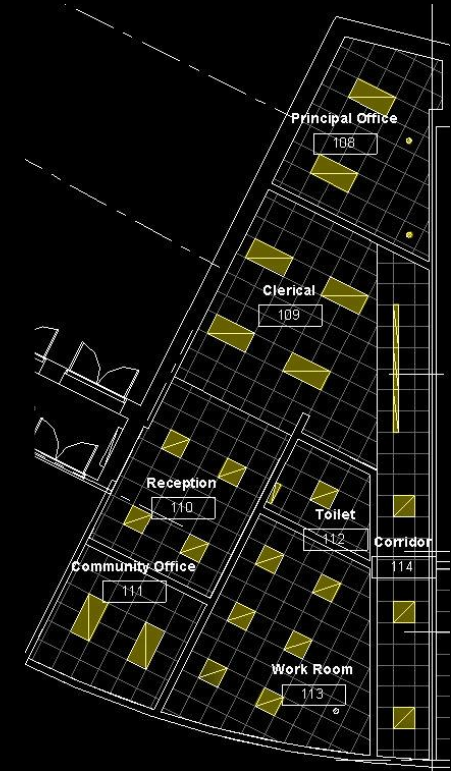 Principal Office
108
Clerical
109
Reception
110
Toilet
112
Corridor
114
Community Office
111
Work Room
113